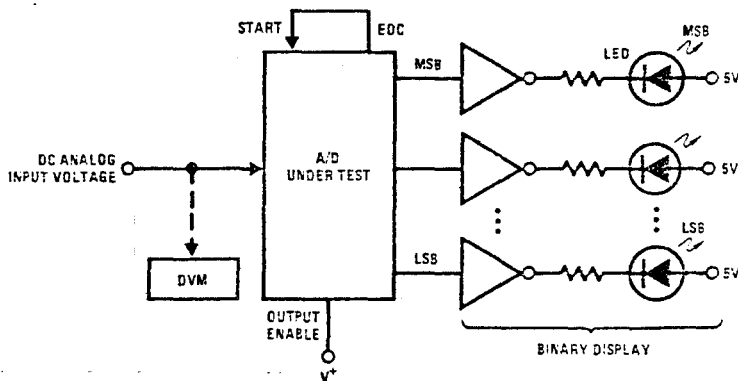 START
EOC
MSB
LED
MSB
5V
DC ANALOG
INPUT VOLTAGE
A/D
UNDER TEST
5V
DVM
LSB
LSB
5V
OUTPUT
ENABLE
V+
BINARY DISPLAY